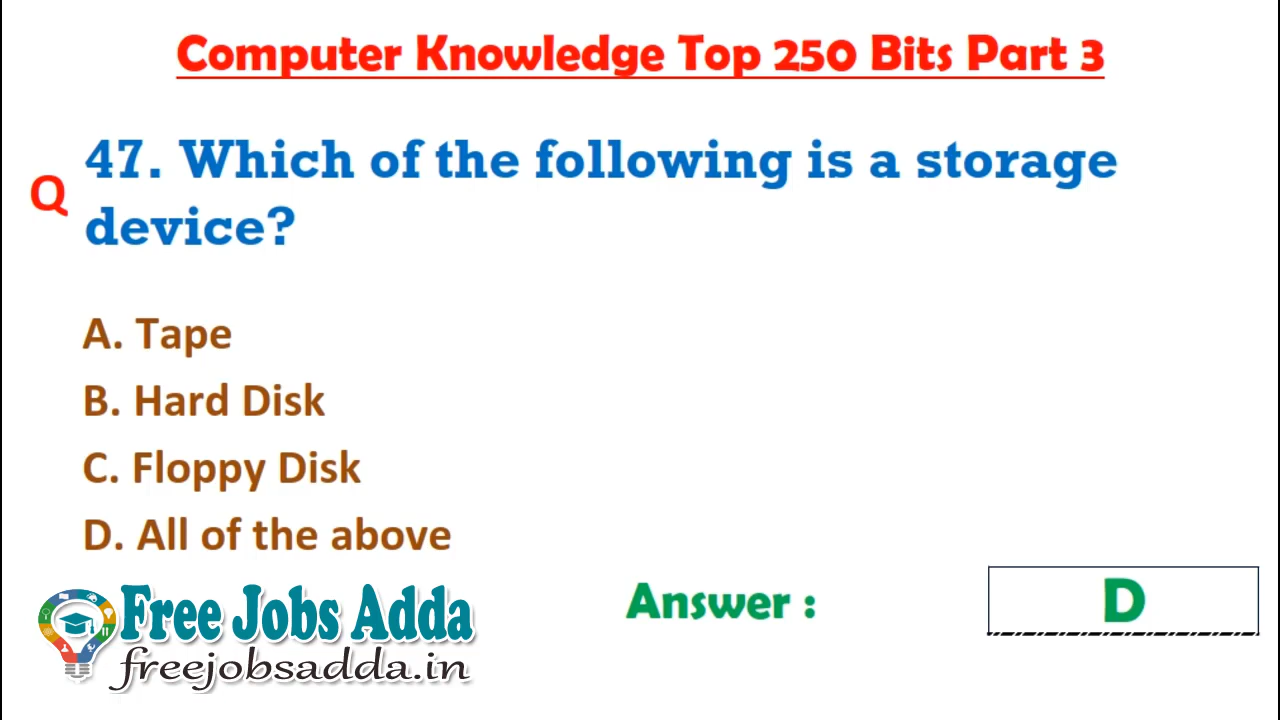 Computer Knowledge Top 250 Bits Part 3
Q
47. Which of the following is a storage
device?
A. Tape
B. Hard Disk
C. Floppy Disk
D. All of the above
Answer :
D
Free Jobs Adda
freejobsadda.in